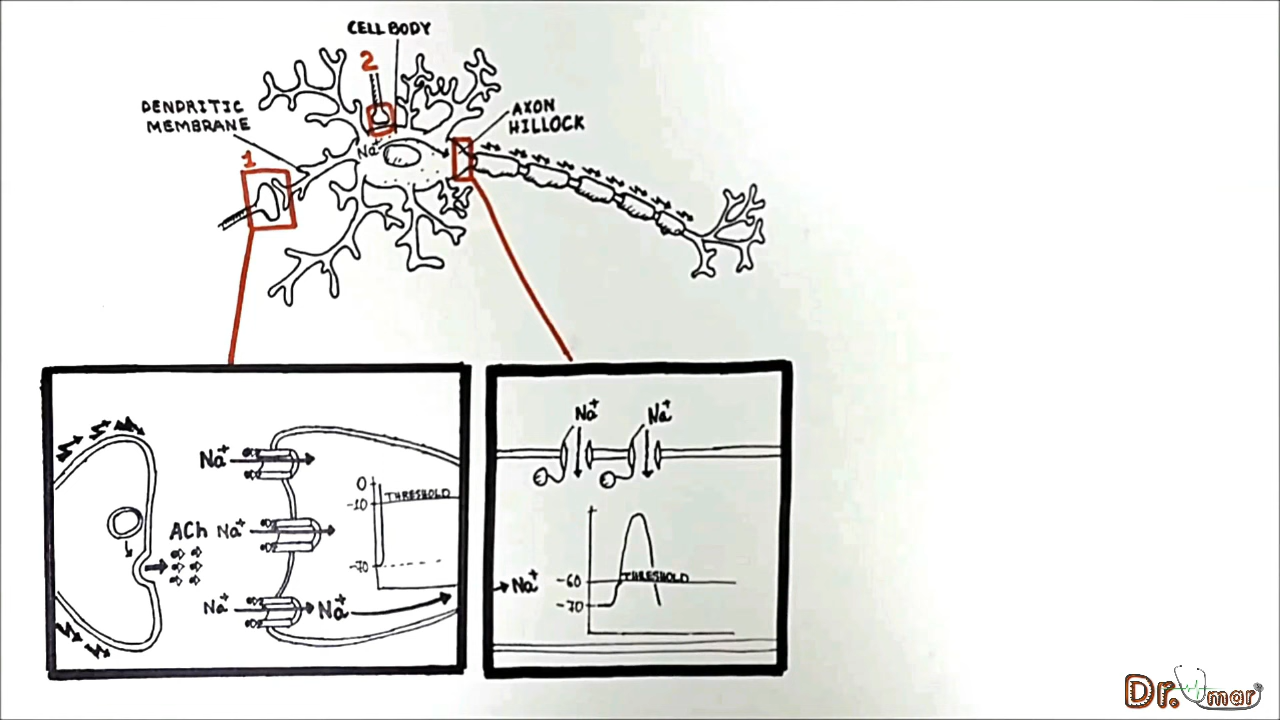 CELL BODY
2
DENDRITIC
MEMBRANE
AXON
HILLOCK
Na⁺
1
Na⁺
ACh Na⁺
Na⁺
Na⁺
0
THRESHOLD
-10
-70
Na⁺
Na⁺
Na⁺
THRESHOLD
-60
-70
Dr. Umar